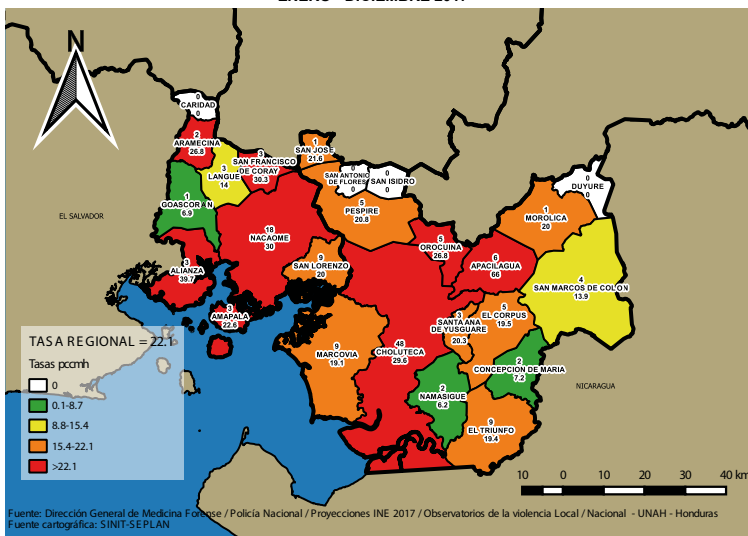 ENERO - DICIEMBRE 2017
N
0
CARIDAD
0
2
ARAMECINA
26.8
3
LANGUE
14
3
SAN FRANCISCO
DE CORAY
30.3
1
SAN JOSE
21.6
0
SAN ANTONIO
DE FLORES
0
0
SAN ISIDRO
0
0
DUYURE
0
1
GOASCORAN
6.9
5
PESPIRE
20.8
1
MOROLICA
20
EL SALVADOR
18
NACAOME
30
5
OROCUINA
26.8
6
APACILAGUA
66
3
ALIANZA
39.7
9
SAN LORENZO
20
4
SAN MARCOS DE COLON
13.9
3
AMAPALA
22.6
3
SANTA ANA
DE YUSGUARE
20.3
5
EL CORPUS
19.5
9
MARCOVIA
19.1
48
CHOLUTECA
29.6
2
CONCEPCION DE MARIA
7.2
2
NAMASIGUE
6.2
NICARAGUA
9
EL TRIUNFO
19.4
TASA REGIONAL = 22.1
Tasas pccmh
0
0.1-8.7
8.8-15.4
15.4-22.1
>22.1
10 0 10 20 30 40 km
Fuente: Dirección General de Medicina Forense / Policía Nacional / Proyecciones INE 2017 / Observatorios de la violencia Local / Nacional - UNAH - Honduras
Fuente cartográfica: SINIT-SEPLAN